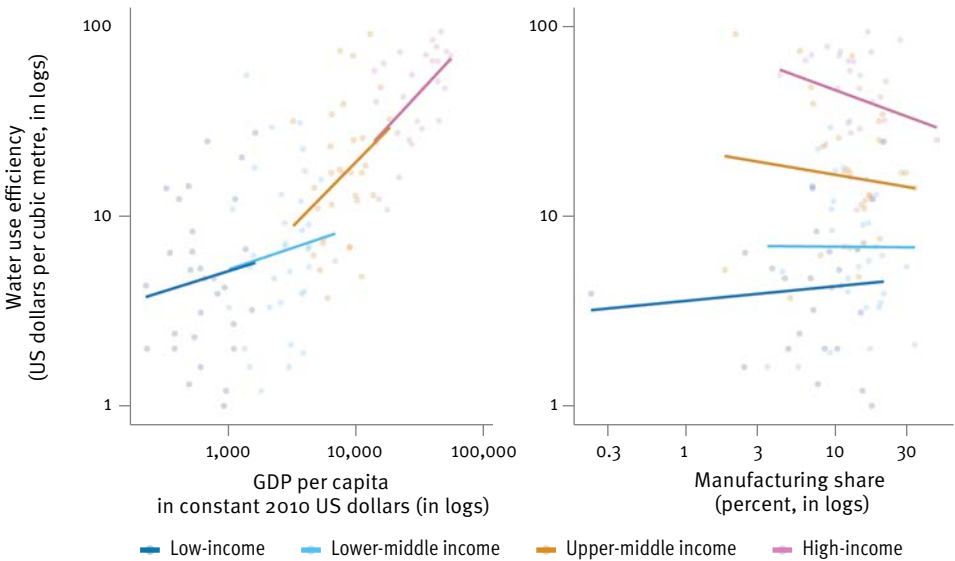 Water use efficiency
(US dollars per cubic metre, in logs)
100
10
1
1,000
10,000
100,000
GDP per capita
in constant 2010 US dollars (in logs)
100
10
1
0.3
1
3
10
30
Manufacturing share
(percent, in logs)
Low-income
Lower-middle income
Upper-middle income
High-income